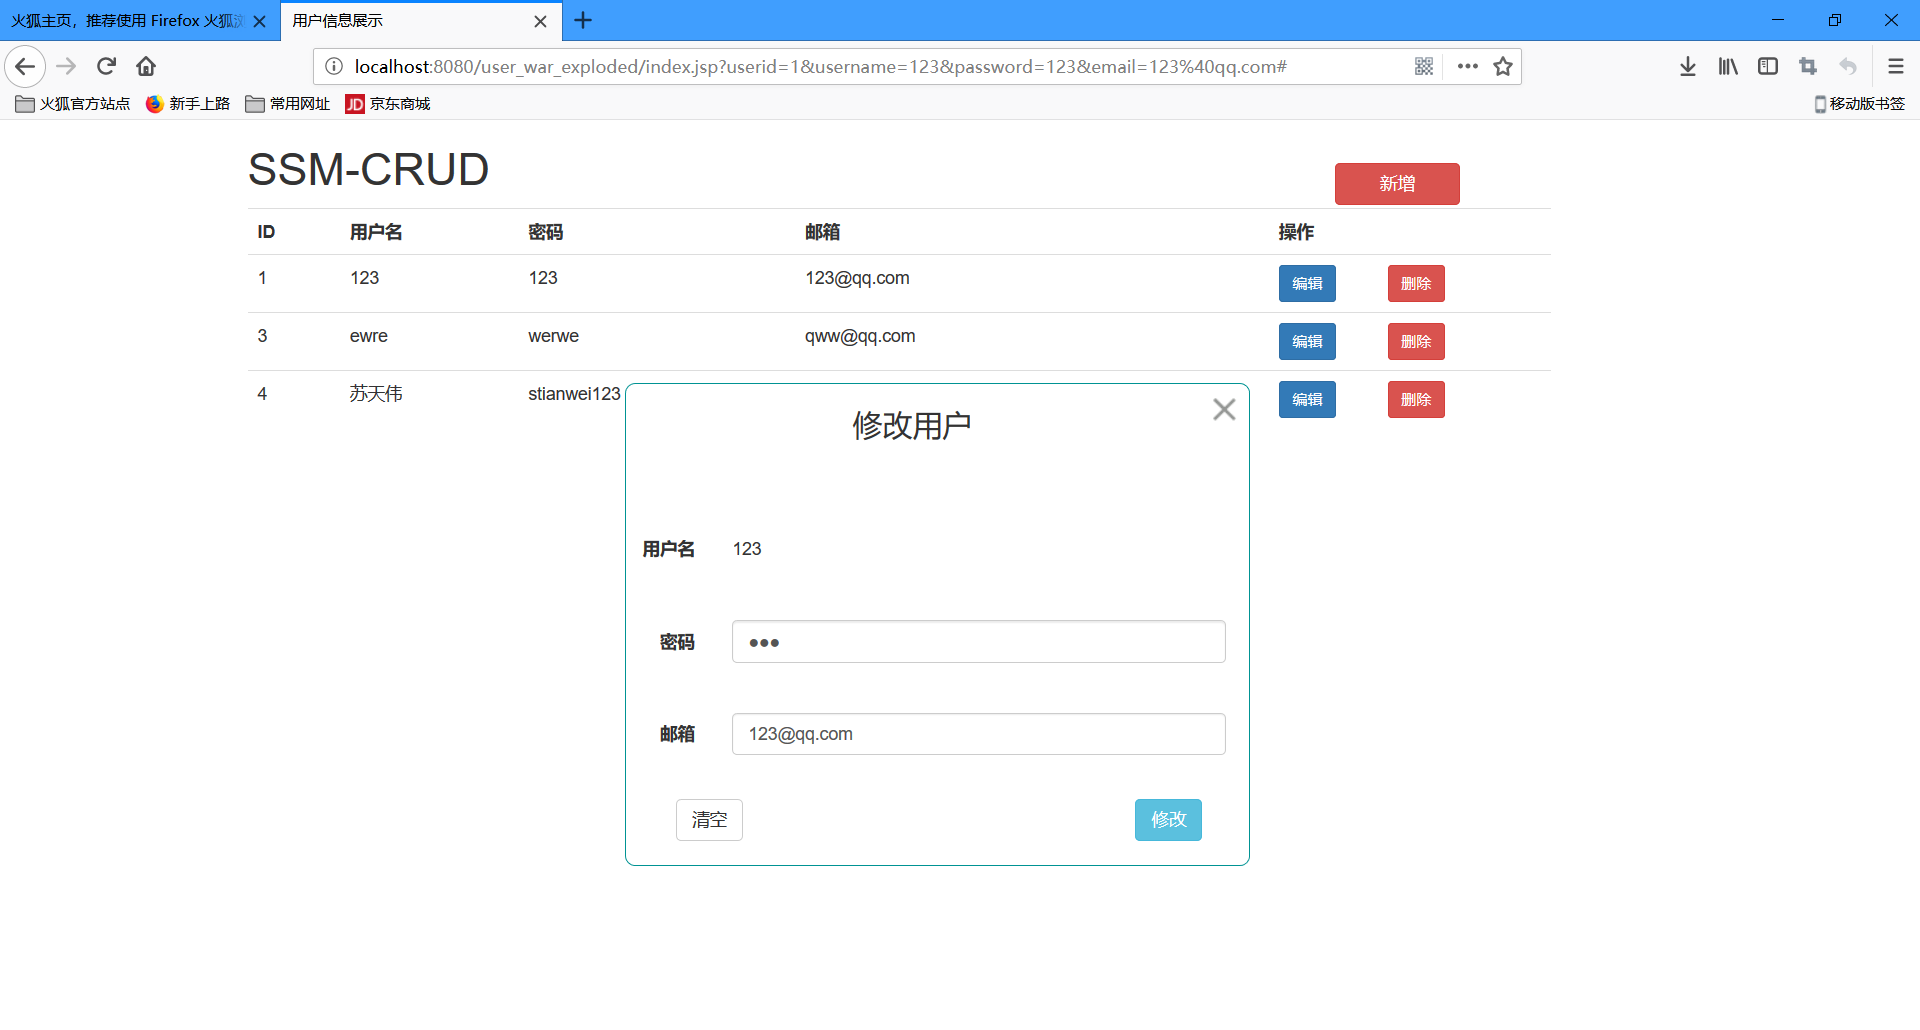 火狐主页，推荐使用 Firefox 火狐
用户信息展示
localhost:8080/user_war_exploded/index.jsp?userid=1&username=123&password=123&email=123%40qq.com#
火狐官方站点 新手上路 常用网址 JD 京东商城 移动版书签
SSM-CRUD
新增
ID 用户名 密码 邮箱 操作
1 123 123 123@qq.com 编辑 删除
3 ewre werwe qww@qq.com 编辑 删除
4 苏天伟 stianwei123 编辑 删除
修改用户
用户名 123
密码 •••
邮箱 123@qq.com
清空 修改